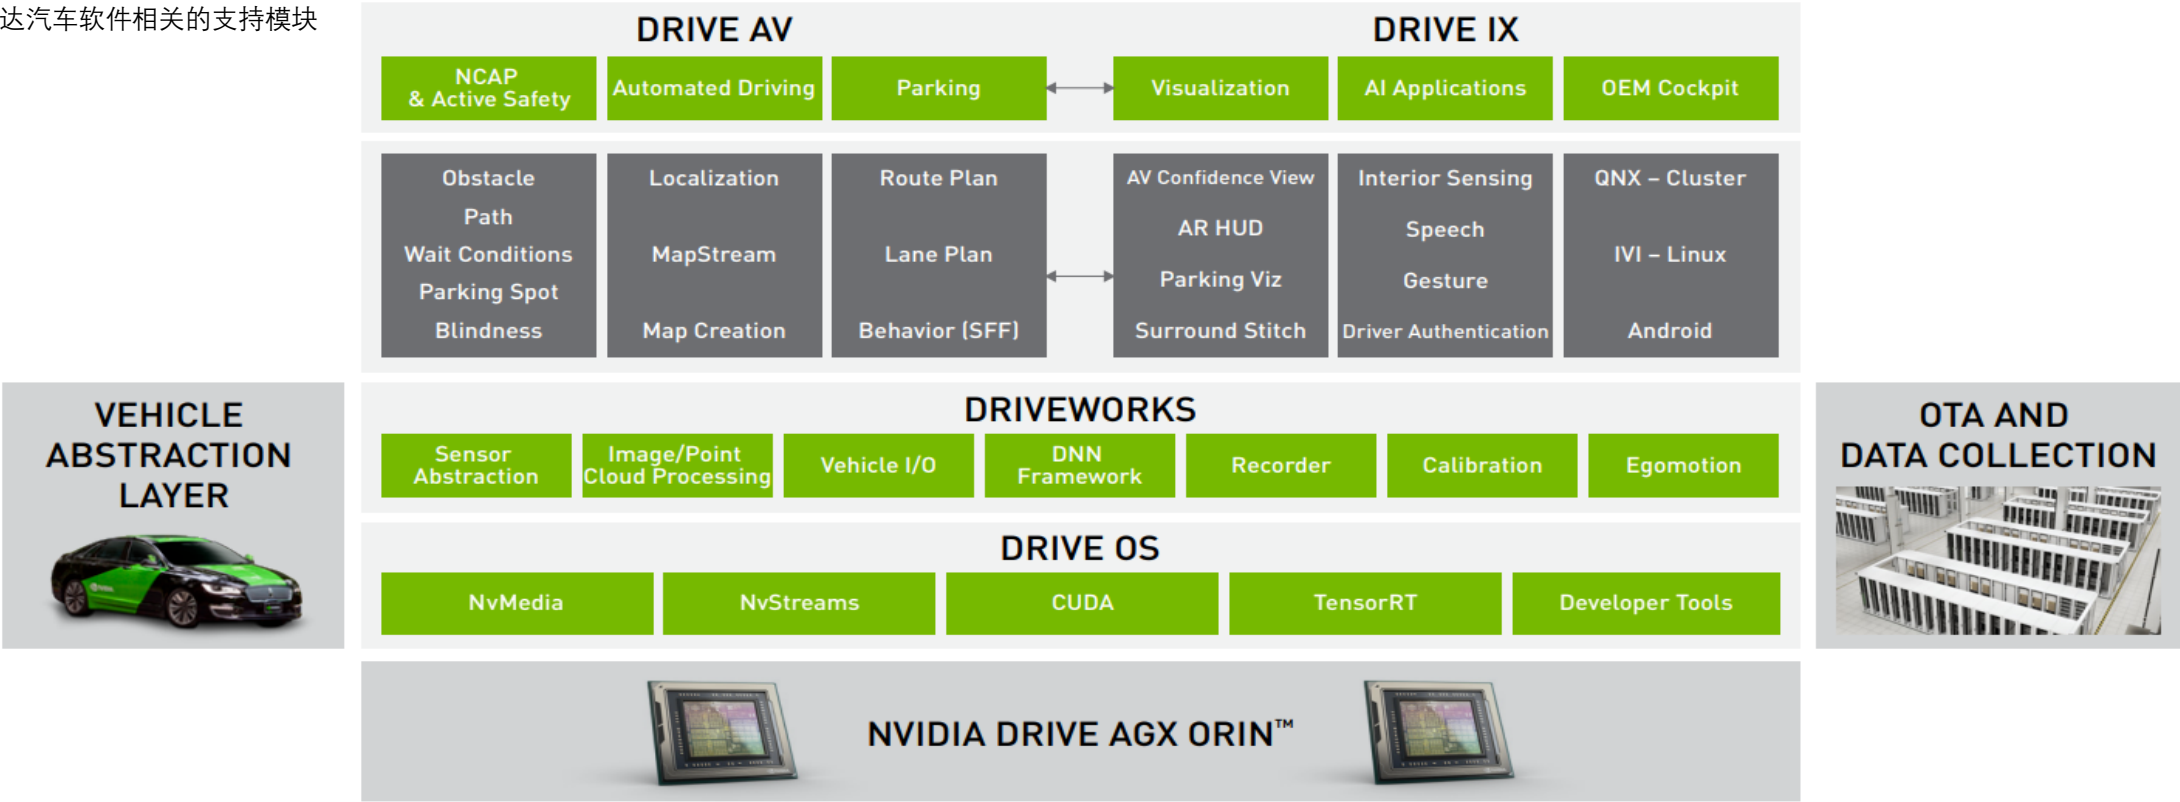 达汽车软件相关的支持模块
DRIVE AV
DRIVE IX
NCAP
& Active Safety
Automated Driving
Parking
Visualization
AI Applications
OEM Cockpit
Obstacle
Path
Wait Conditions
Parking Spot
Blindness
Localization
MapStream
Map Creation
Route Plan
Lane Plan
Behavior (SFF)
AV Confidence View
AR HUD
Parking Viz
Surround Stitch
Interior Sensing
Speech
Gesture
Driver Authentication
QNX – Cluster
IVI – Linux
Android
VEHICLE
ABSTRACTION
LAYER
DRIVEWORKS
Sensor
Abstraction
Image/Point
Cloud Processing
Vehicle I/O
DNN
Framework
Recorder
Calibration
Egomotion
DRIVE OS
NvMedia
NvStreams
CUDA
TensorRT
Developer Tools
OTA AND
DATA COLLECTION
NVIDIA DRIVE AGX ORIN™